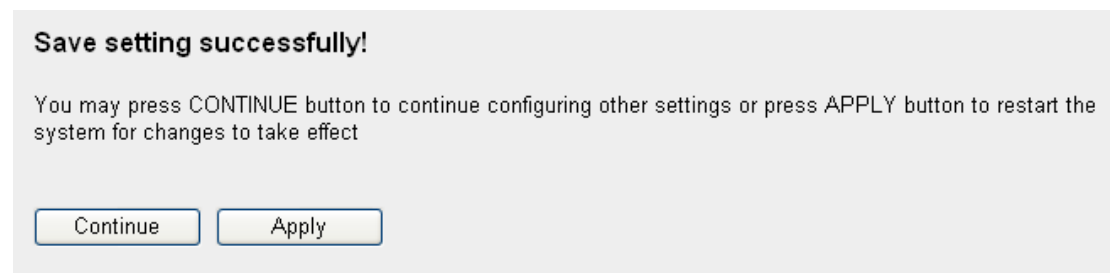 Save setting successfully!
You may press CONTINUE button to continue configuring other settings or press APPLY button to restart the
system for changes to take effect
Continue
Apply